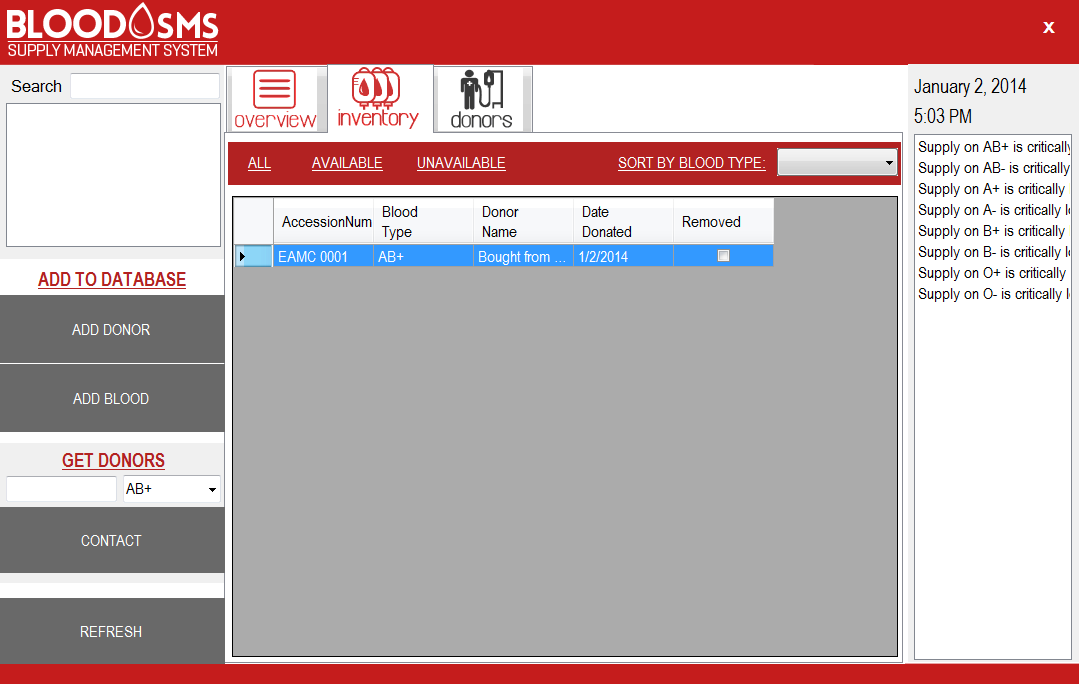 BLOOD SMS
SUPPLY MANAGEMENT SYSTEM
x
Search
ADD TO DATABASE
ADD DONOR
ADD BLOOD
GET DONORS
AB+
CONTACT
REFRESH
overview
inventory
donors
ALL AVAILABLE UNAVAILABLE SORT BY BLOOD TYPE:
AccessionNum Blood Type Donor Name Date Donated Removed
EAMC 0001 AB+ Bought from ... 1/2/2014
January 2, 2014
5:03 PM
Supply on AB+ is critically
Supply on AB- is critically
Supply on A+ is critically
Supply on A- is critically l
Supply on B+ is critically
Supply on B- is critically l
Supply on O+ is critically
Supply on O- is critically l